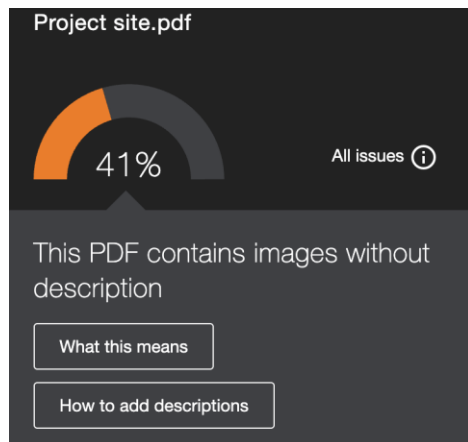 Project site.pdf
41%
All issues
This PDF contains images without
description
What this means
How to add descriptions